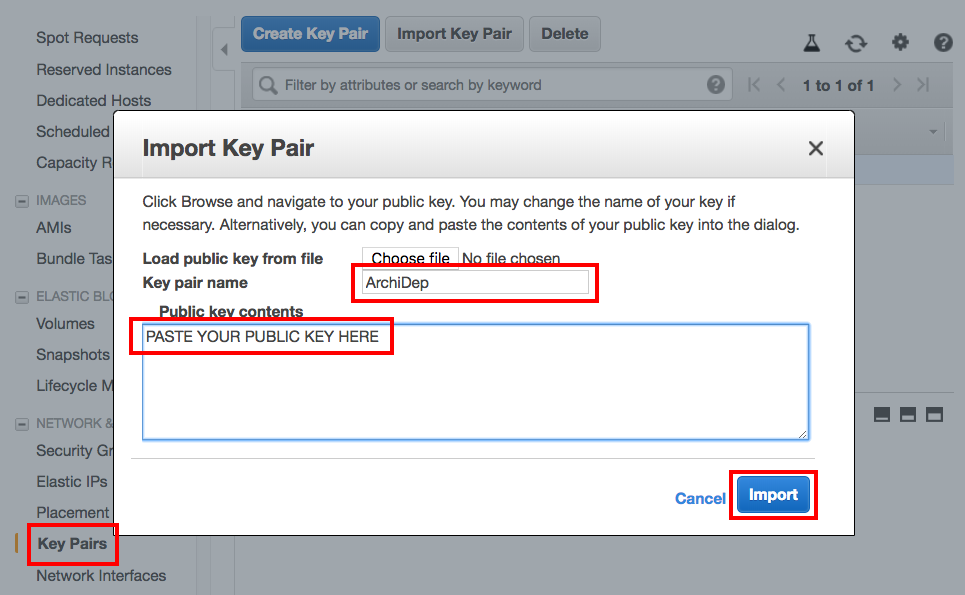 Spot Requests
Reserved Instances
Dedicated Hosts
Scheduled
Capacity R
IMAGES
AMIs
Bundle Tas
ELASTIC BLO
Volumes
Snapshots
Lifecycle M
NETWORK &
Security Gr
Elastic IPs
Placement
Key Pairs
Network Interfaces
Create Key Pair Import Key Pair Delete
Filter by attributes or search by keyword
1 to 1 of 1
Import Key Pair
Click Browse and navigate to your public key. You may change the name of your key if
necessary. Alternatively, you can copy and paste the contents of your public key into the dialog.
Load public key from file Choose file No file chosen
Key pair name ArchiDep
Public key contents
PASTE YOUR PUBLIC KEY HERE
Cancel Import